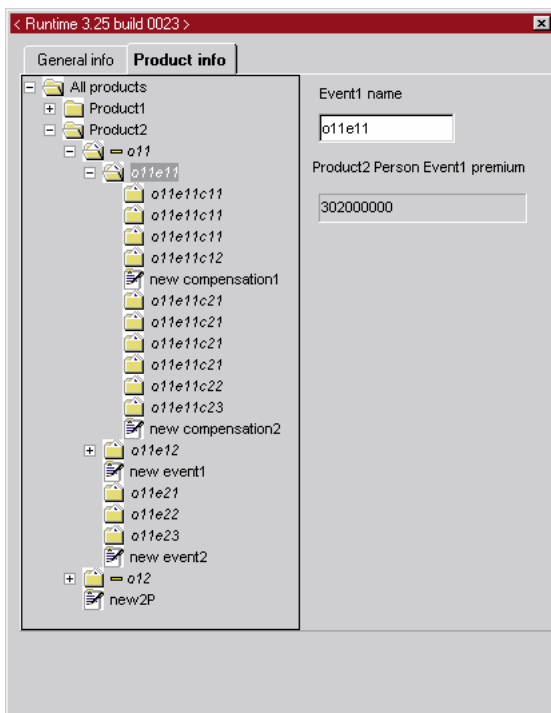 < Runtime 3.25 build 0023 >
General info
Product info
All products
Product1
Product2
o11
o11e11
o11e11c11
o11e11c11
o11e11c11
o11e11c12
new compensation1
o11e11c21
o11e11c21
o11e11c21
o11e11c21
o11e11c22
o11e11c23
new compensation2
o11e12
new event1
o11e21
o11e22
o11e23
new event2
o12
new2P
Event1 name
o11e11
Product2 Person Event1 premium
302000000